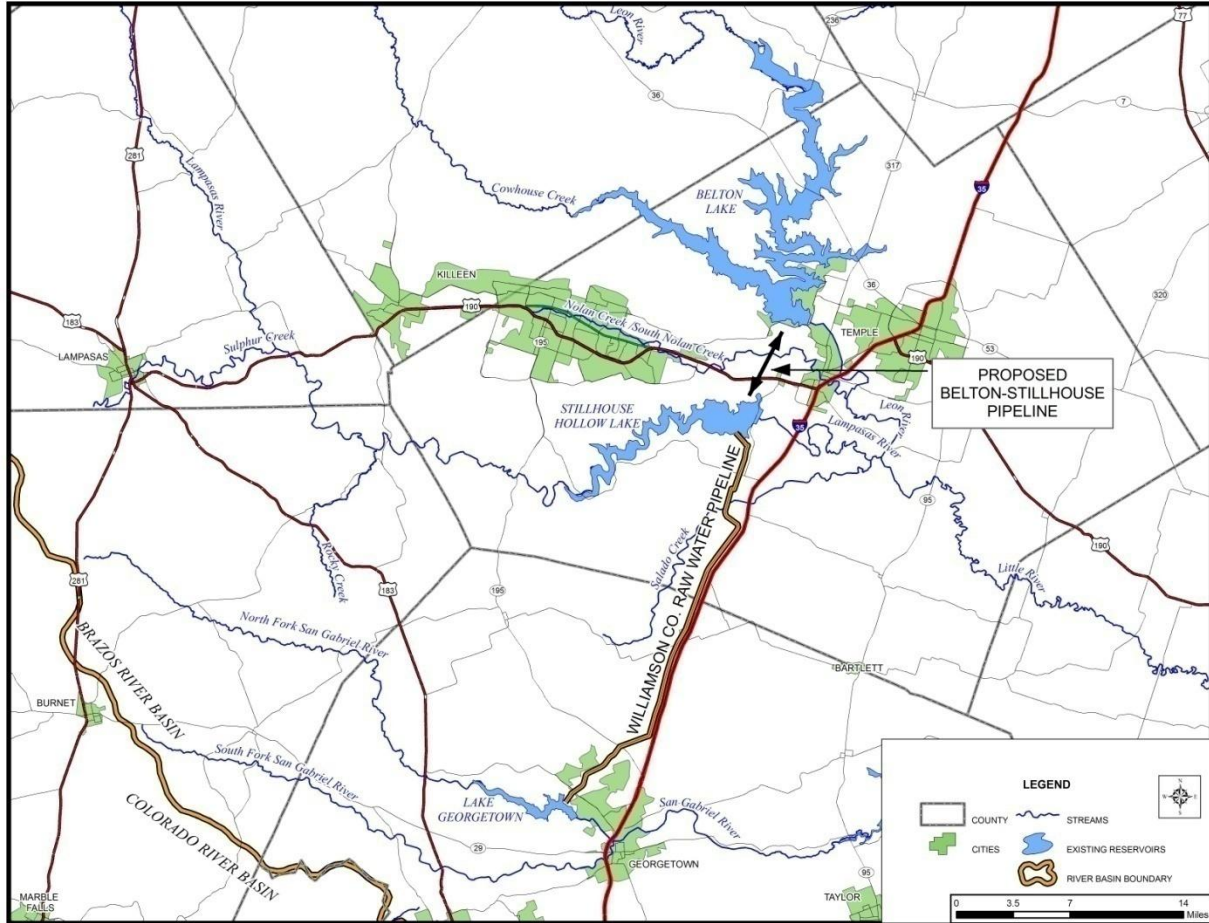 Leon River
236
77
36
7
281
317
35
Lampasas River
Cowhouse Creek
BELTON
LAKE
KILLEEN
36
320
183
190
Nolan Creek /South Nolan Creek
Sulphur Creek
195
TEMPLE
53
LAMPASAS
190
PROPOSED
BELTON-STILLHOUSE
PIPELINE
STILLHOUSE
HOLLOW LAKE
Leon
River
Lampasas River
35
95
WILLIAMSON CO. RAW WATER PIPELINE
Salado Creek
Rocky Creek
190
Little River
281
183
195
North Fork San Gabriel River
BRAZOS RIVER BASIN
BARTLETT
BURNET
South Fork San Gabriel River
COLORADO RIVER BASIN
LAKE
GEORGETOWN
San Gabriel River
29
GEORGETOWN
95
MARBLE
FALLS
TAYLOR
LEGEND
N
W
E
S
COUNTY
STREAMS
CITIES
EXISTING RESERVOIRS
RIVER BASIN BOUNDARY
0 3.5 7 14
Miles